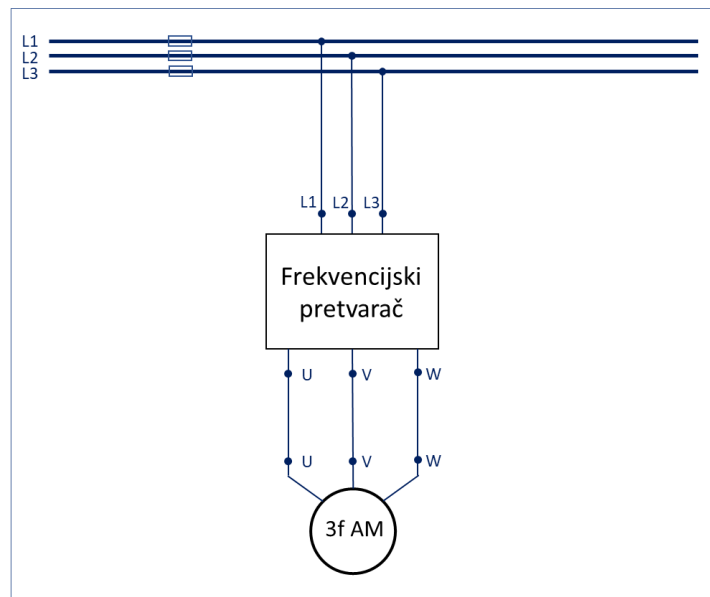 L1
L2
L3
L1 L2 L3
Frekvencijski
pretvarač
U V W
U V W
3f AM